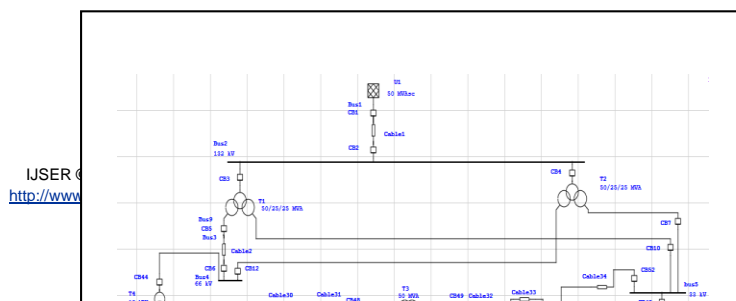 U1
50 MVAsc
Bus1
CB1
Cable1
CB2
Bus2
132 kV
CB3
CB4
T2
50/25/25 MVA
T1
50/25/25 MVA
IJSER ©
http://www
Bus9
CB5
Bus3
CB7
Cable2
CB10
CB6
CB12
Bus4
66 kV
CB44
Cable34
CB52
bus5
33 kV
T4
Cable30
Cable31
T3
50 MVA
CB48
CB49
Cable32
Cable33